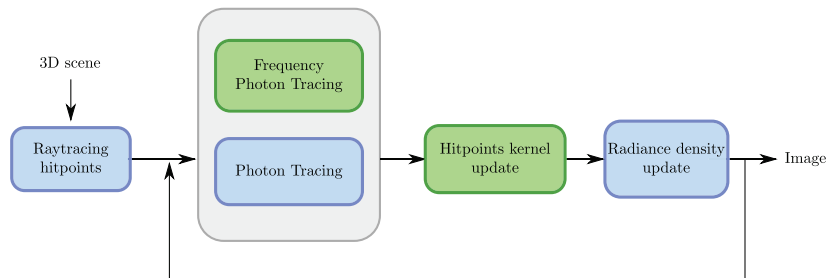 3D scene
Raytracing
hitpoints
Frequency
Photon Tracing
Photon Tracing
Hitpoints kernel
update
Radiance density
update
Image